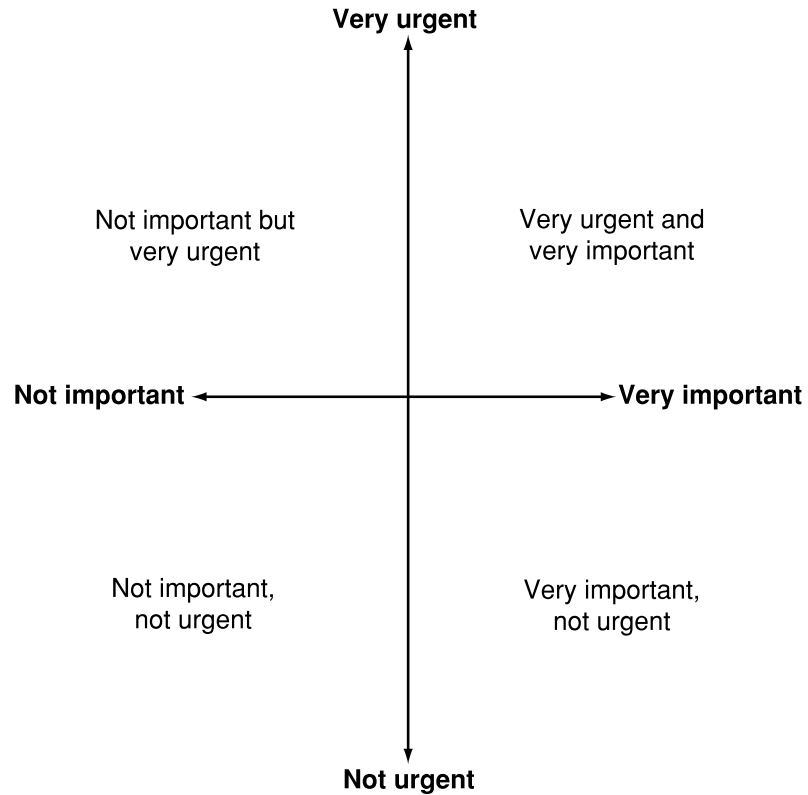 Very urgent
Not important but
very urgent
Very urgent and
very important
Not important
Very important
Not important,
not urgent
Very important,
not urgent
Not urgent